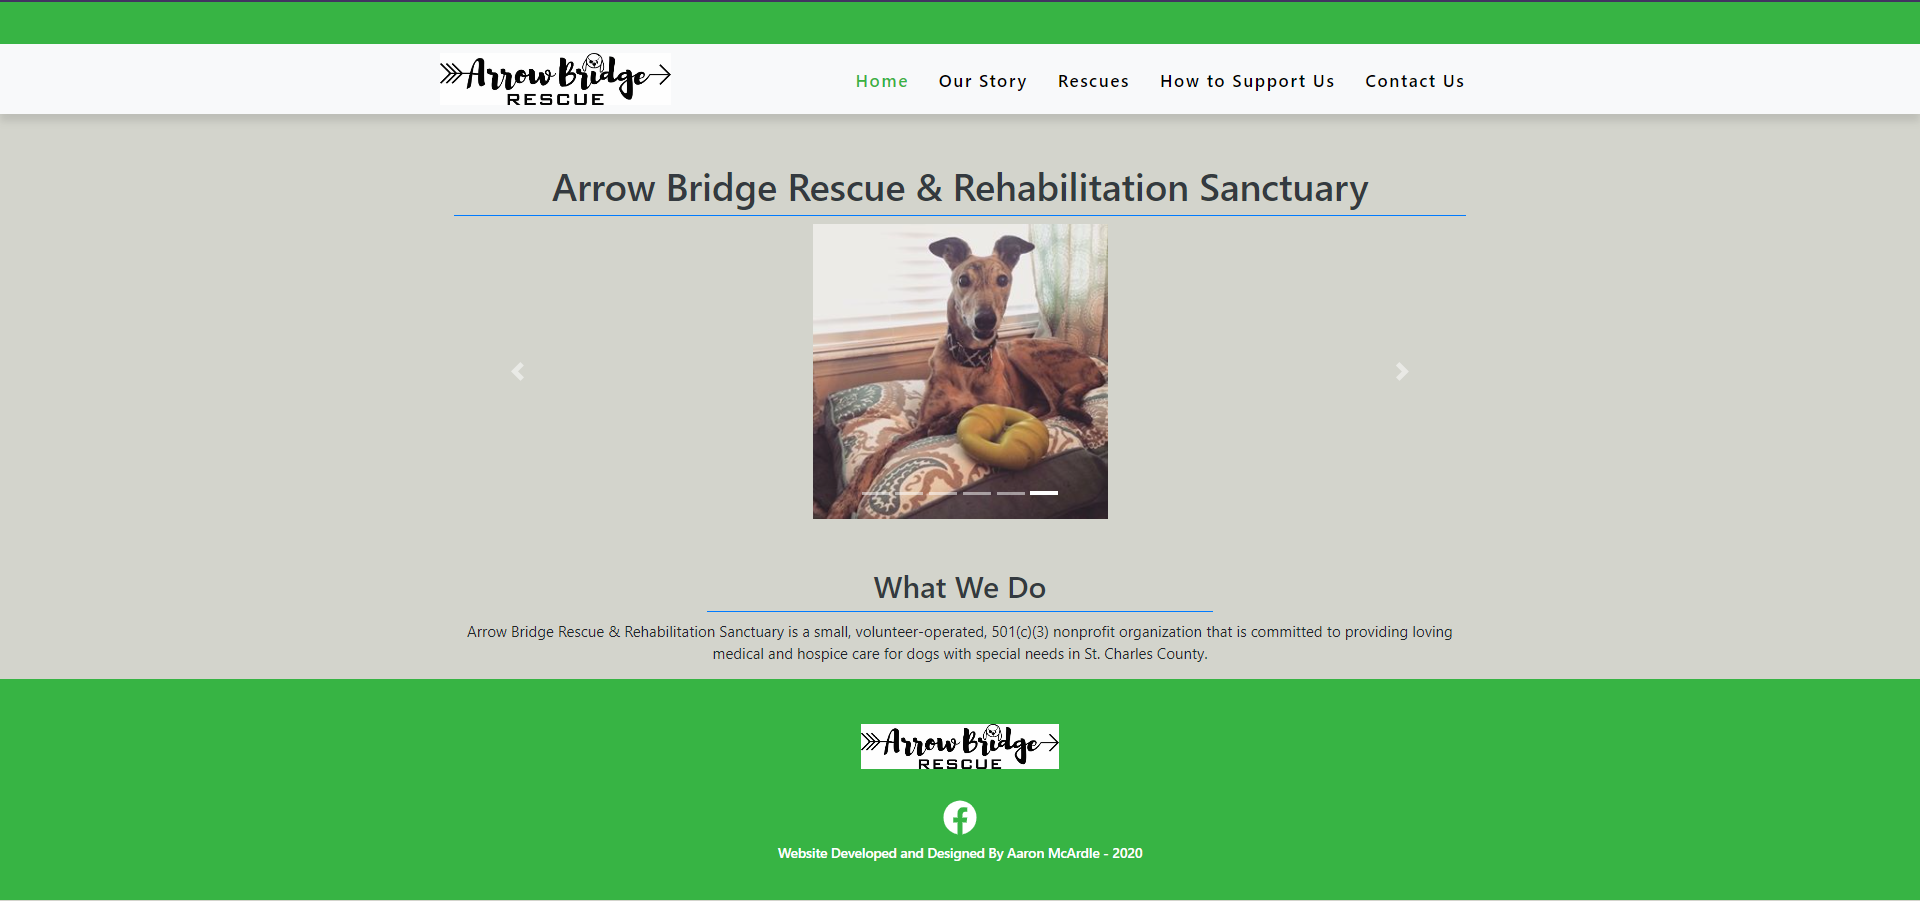 Arrow Bridge
RESCUE
Home Our Story Rescues How to Support Us Contact Us
Arrow Bridge Rescue & Rehabilitation Sanctuary
What We Do
Arrow Bridge Rescue & Rehabilitation Sanctuary is a small, volunteer-operated, 501(c)(3) nonprofit organization that is committed to providing loving
medical and hospice care for dogs with special needs in St. Charles County.
Arrow Bridge
RESCUE
Website Developed and Designed By Aaron McArdle - 2020